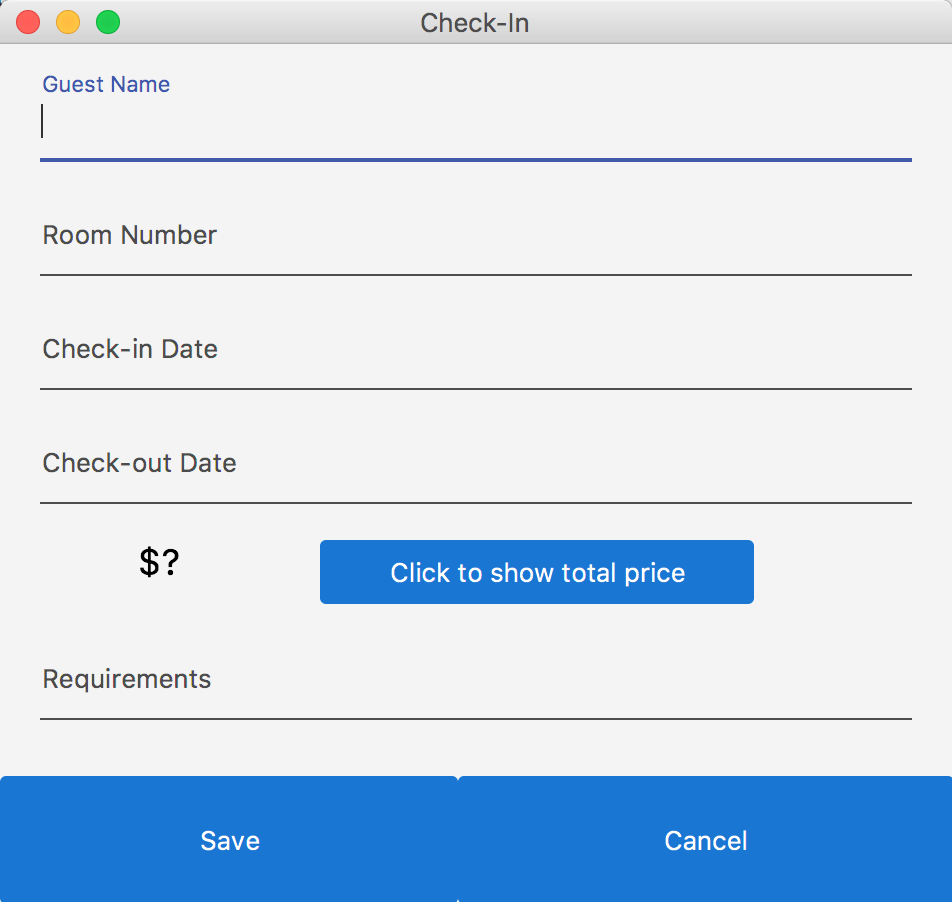 Check-In
Guest Name
Room Number
Check-in Date
Check-out Date
$? Click to show total price
Requirements
Save Cancel